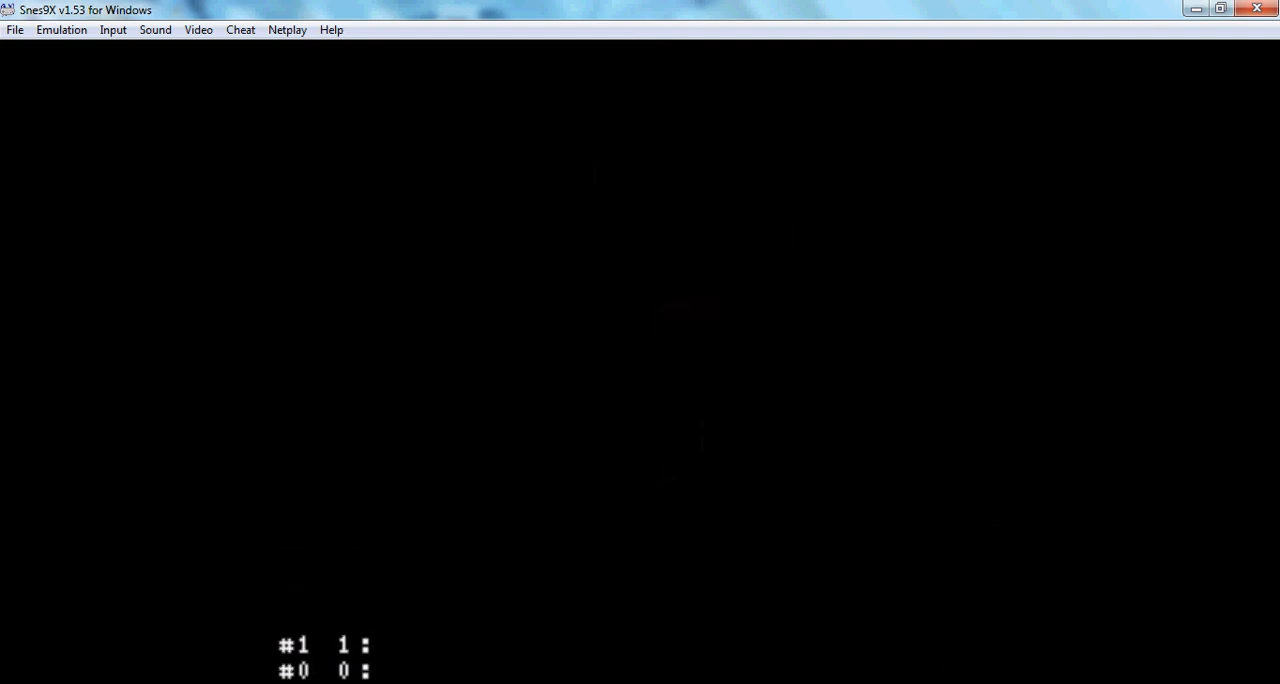 Snes9X v1.53 for Windows
File Emulation Input Sound Video Cheat Netplay Help
#1 1:
#0 0: